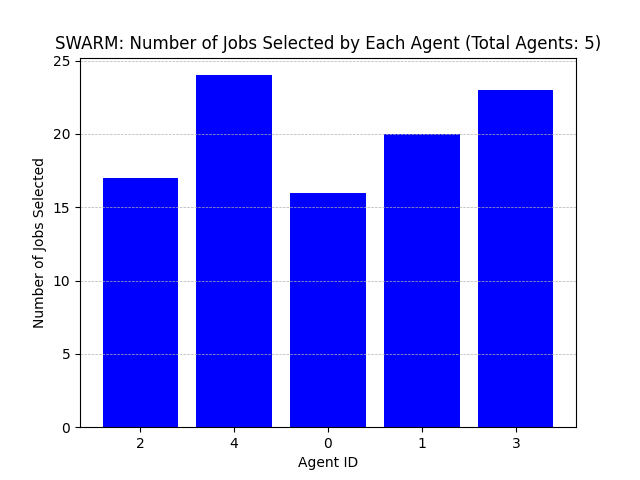 SWARM: Number of Jobs Selected by Each Agent (Total Agents: 5)
25
20
15
10
5
0
Number of Jobs Selected
2 4 0 1 3
Agent ID